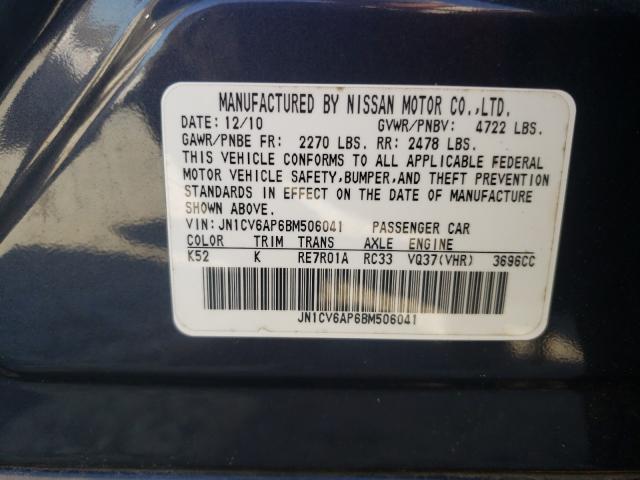 MANUFACTURED BY NISSAN MOTOR CO.,LTD.
DATE: 12/10 GVWR/PNBV: 4722 LBS.
GAWR/PNBE FR: 2270 LBS. RR: 2478 LBS.
THIS VEHICLE CONFORMS TO ALL APPLICABLE FEDERAL
MOTOR VEHICLE SAFETY,BUMPER,AND THEFT PREVENTION
STANDARDS IN EFFECT ON THE DATE OF MANUFACTURE
SHOWN ABOVE.
VIN: JN1CV6AP6BM506041 PASSENGER CAR
COLOR TRIM TRANS AXLE ENGINE
K52 K RE7R01A RC33 VQ37(VHR) 3696CC
JN1CV6AP6BM506041